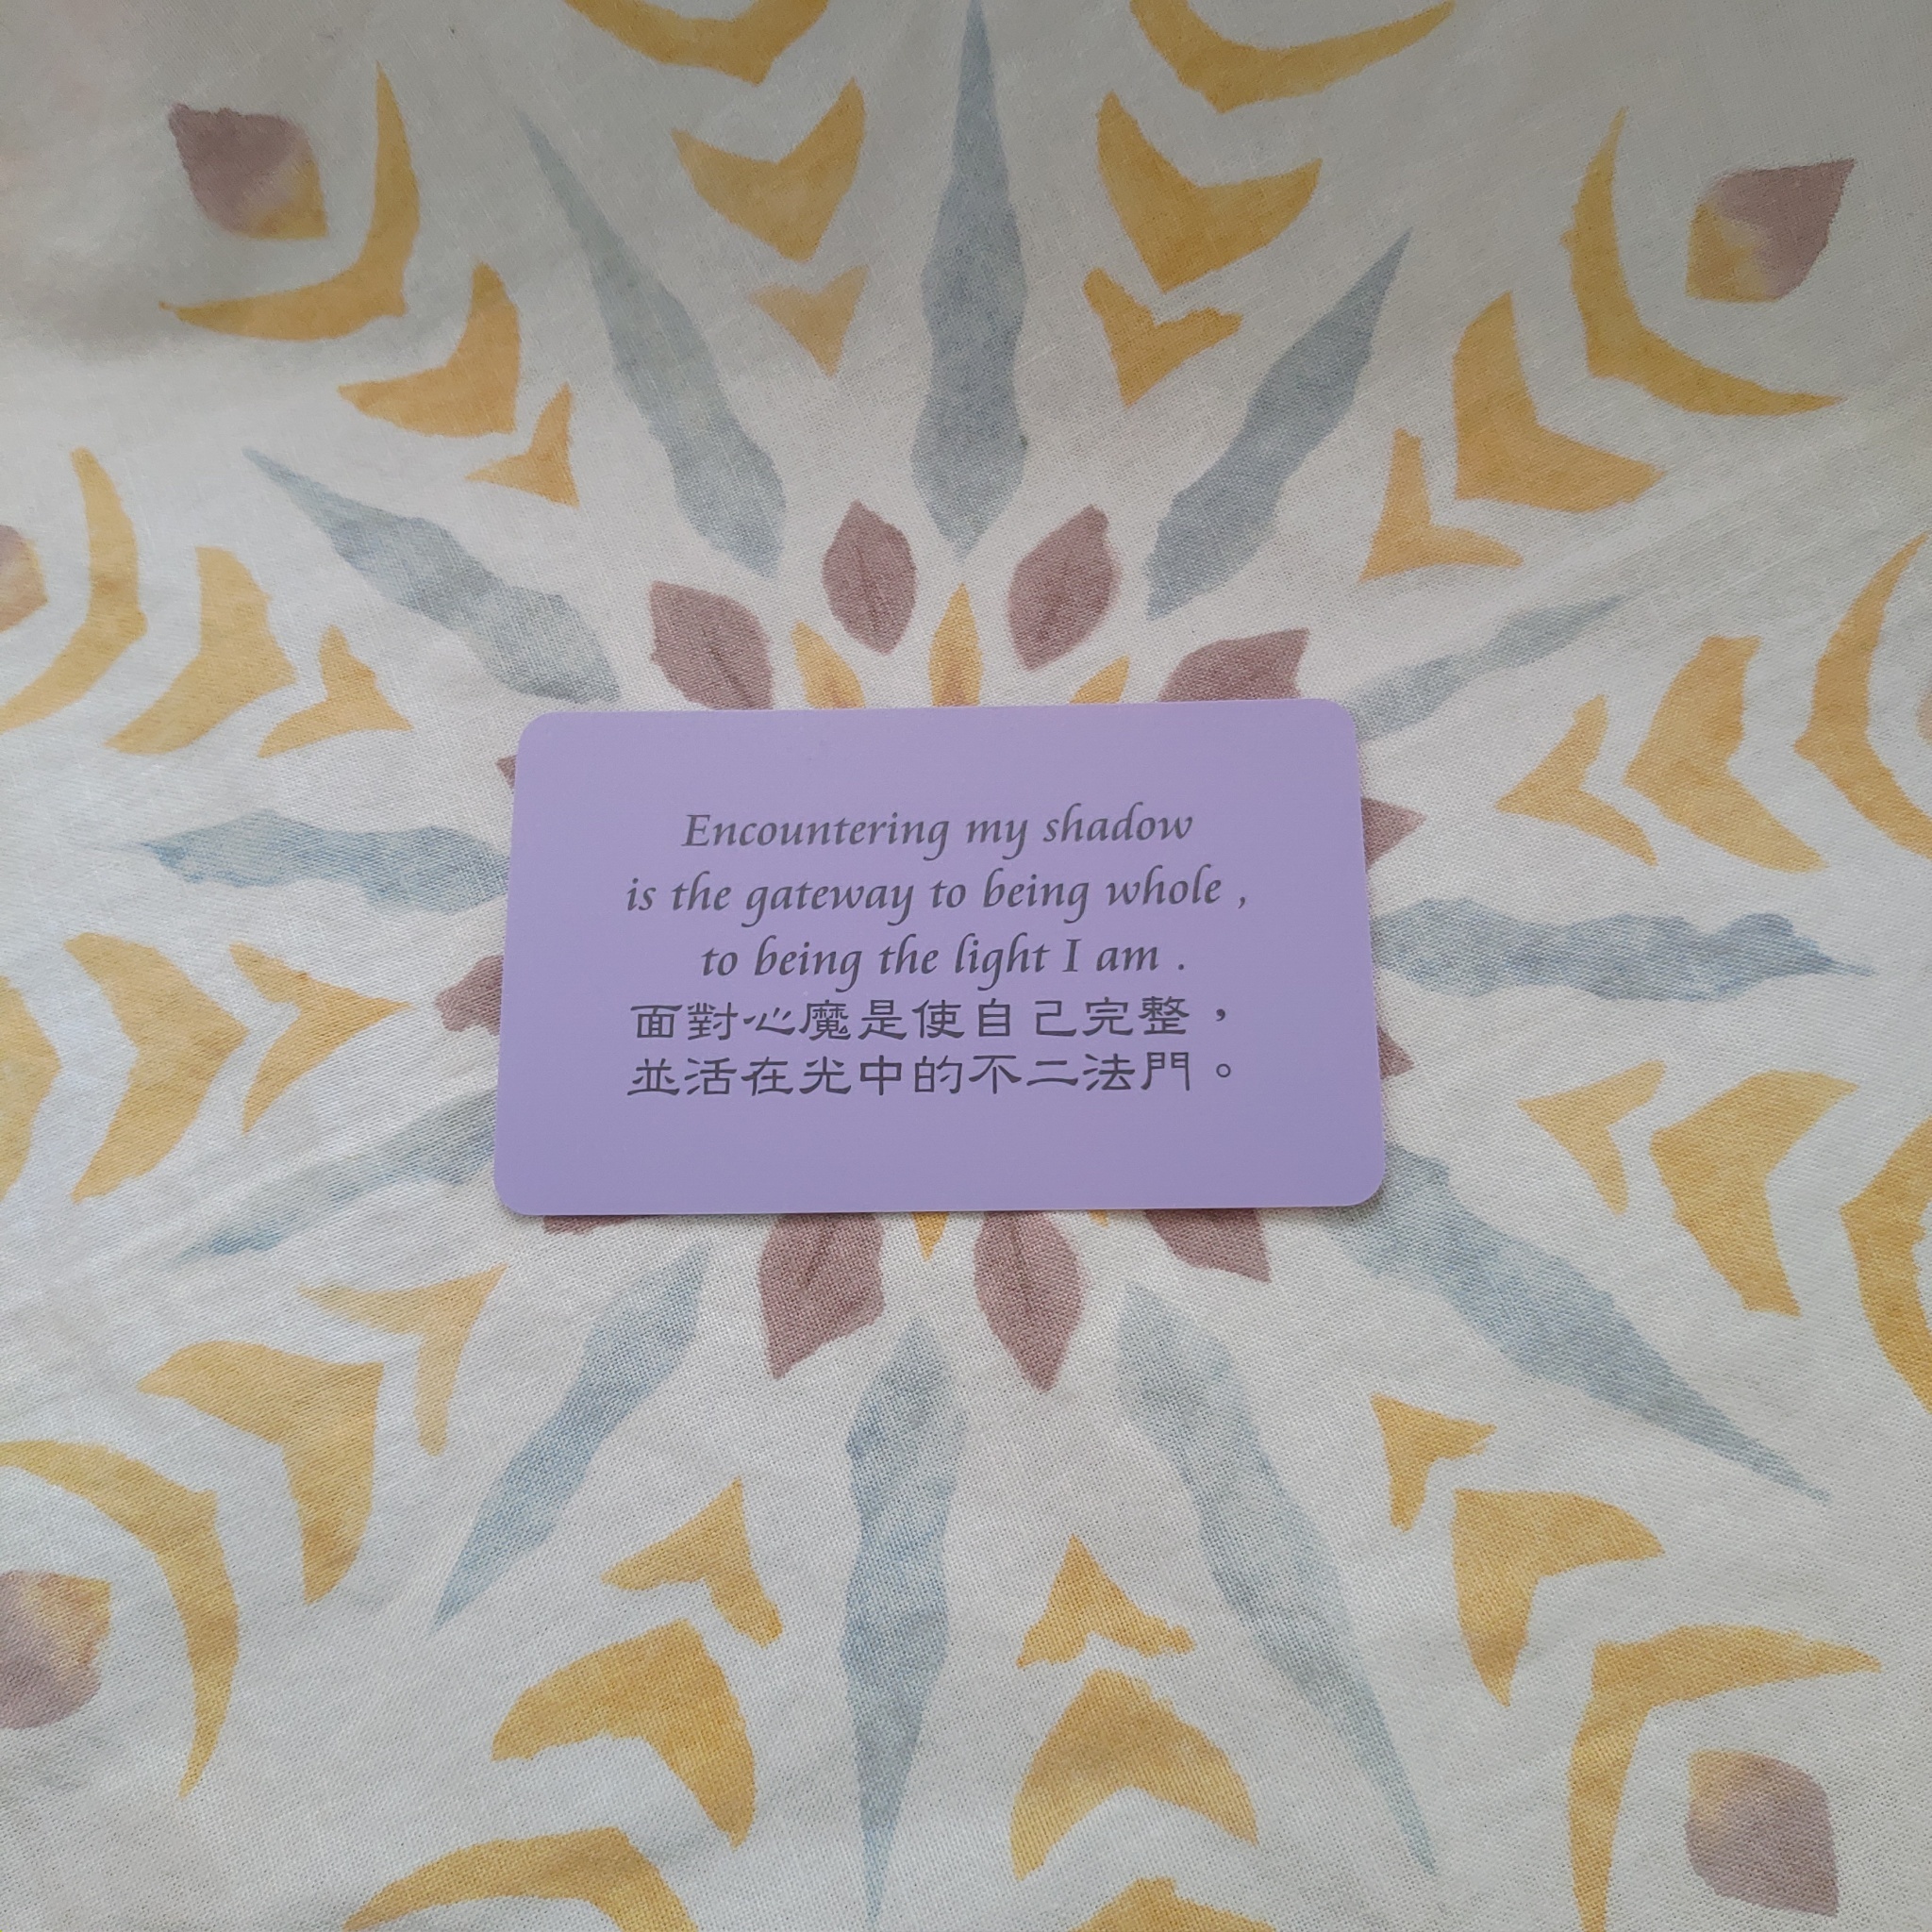 Encountering my shadow
is the gateway to being whole ,
to being the light I am .
面對心魔是使自己完整，
並活在光中的不二法門。